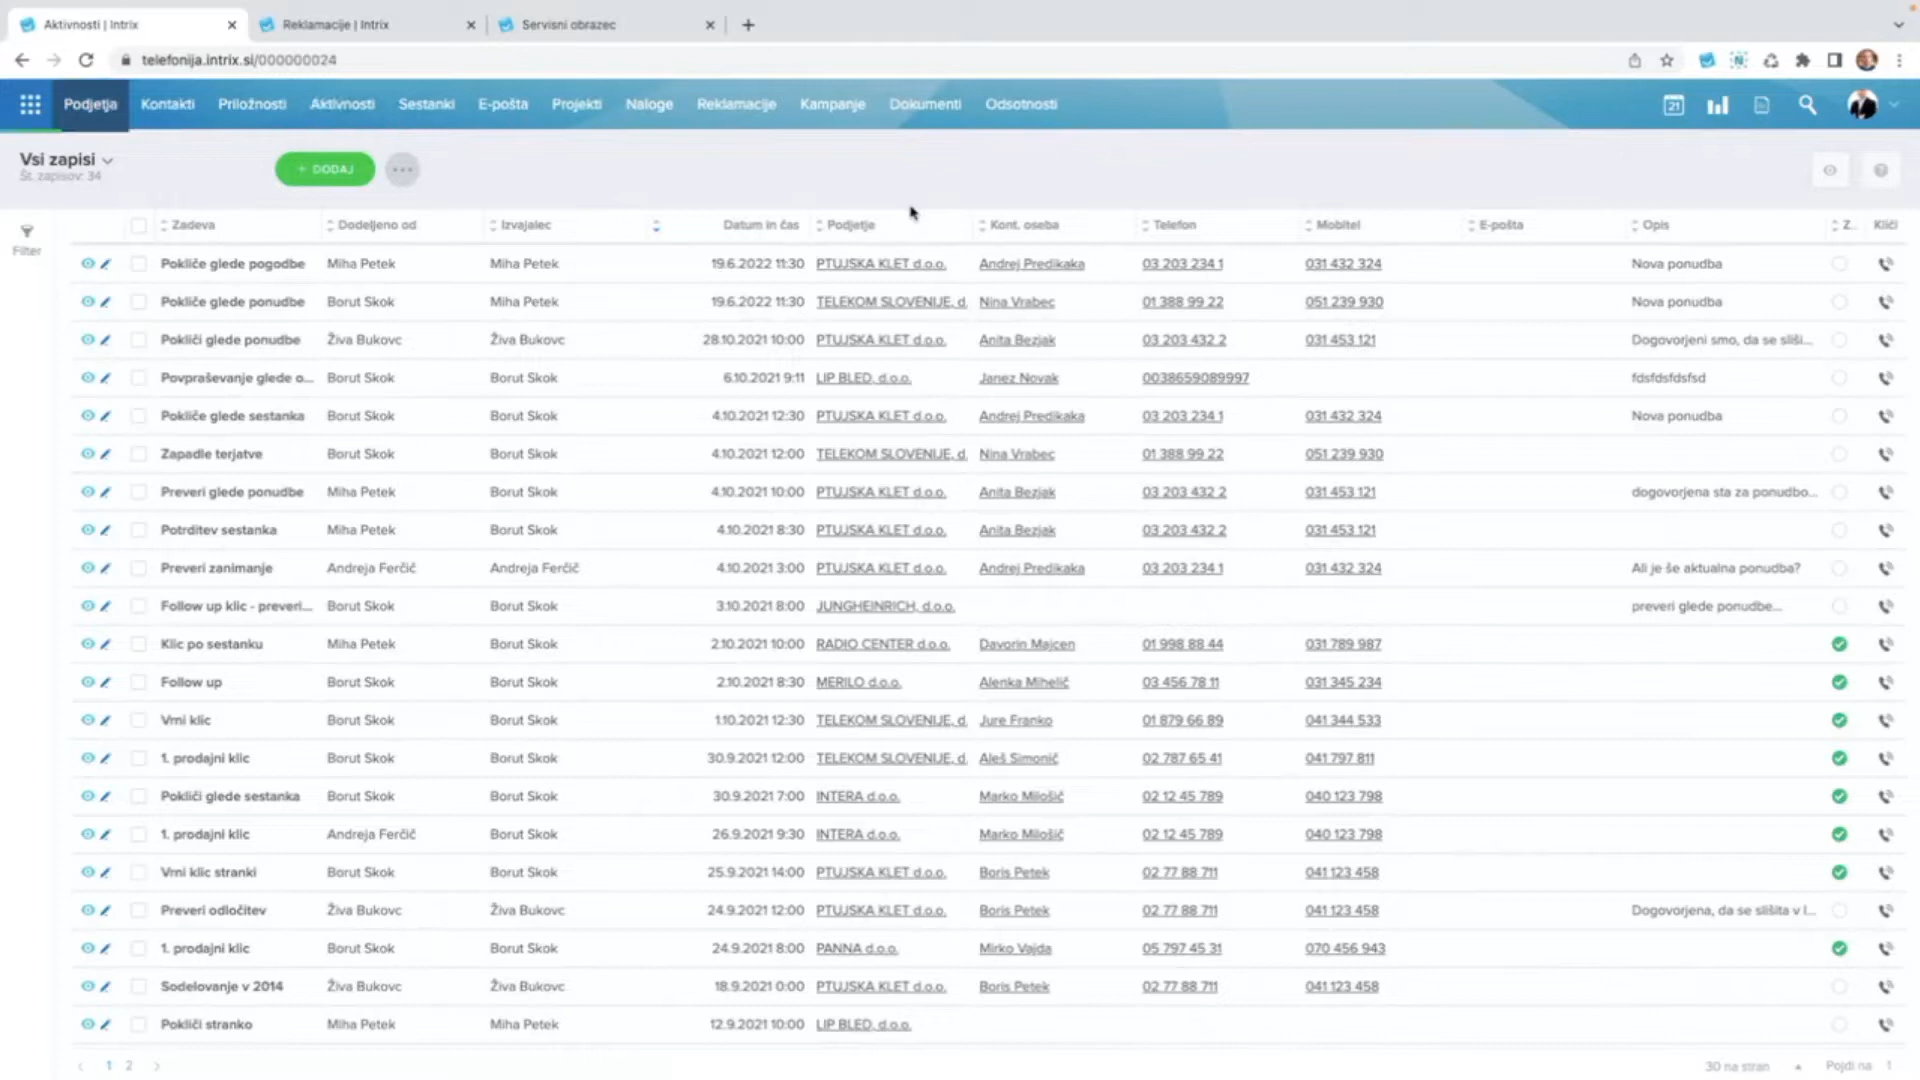 Aktivnosti | Intrix
Reklamacije | Intrix
Servisni obrazec
telefonija.intrix.si/000000024
Podjetja Kontakti Priložnosti Aktivnosti Sestanki E-pošta Projekti Naloge Reklamacije Kampanje Dokumenti Odsotnosti
21
Vsi zapisi
Št. zapisov: 34
+ DODAJ
Filter
Zadeva Dodeljeno od Izvajalec Datum in čas Podjetje Kont. oseba Telefon Mobitel E-pošta Opis Z... Kliči
Pokliče glede pogodbe Miha Petek Miha Petek 19.6.2022 11:30 PTUJSKA KLET d.o.o. Andrej Predikaka 03 203 234 1 031 432 324 Nova ponudba
Pokliče glede ponudbe Borut Skok Miha Petek 19.6.2022 11:30 TELEKOM SLOVENIJE, d. Nina Vrabec 01 388 99 22 051 239 930 Nova ponudba
Pokliči glede ponudbe Živa Bukovc Živa Bukovc 28.10.2021 10:00 PTUJSKA KLET d.o.o. Anita Bezjak 03 203 432 2 031 453 121 Dogovorjeni smo, da se sliši...
Povpraševanje glede o... Borut Skok Borut Skok 6.10.2021 9:11 LIP BLED, d.o.o. Janez Novak 0038659089997 fdsfdsfdsfsd
Pokliče glede sestanka Borut Skok Borut Skok 4.10.2021 12:30 PTUJSKA KLET d.o.o. Andrej Predikaka 03 203 234 1 031 432 324 Nova ponudba
Zapadle terjatve Borut Skok Borut Skok 4.10.2021 12:00 TELEKOM SLOVENIJE, d. Nina Vrabec 01 388 99 22 051 239 930
Preveri glede ponudbe Miha Petek Borut Skok 4.10.2021 10:00 PTUJSKA KLET d.o.o. Anita Bezjak 03 203 432 2 031 453 121 dogovorjena sta za ponudbo...
Potrditev sestanka Miha Petek Borut Skok 4.10.2021 8:30 PTUJSKA KLET d.o.o. Anita Bezjak 03 203 432 2 031 453 121
Preveri zanimanje Andreja Ferčič Andreja Ferčič 4.10.2021 3:00 PTUJSKA KLET d.o.o. Andrej Predikaka 03 203 234 1 031 432 324 Ali je še aktualna ponudba?
Follow up klic - preveri... Borut Skok Borut Skok 3.10.2021 8:00 JUNGHEINRICH, d.o.o. preveri glede ponudbe...
Klic po sestanku Miha Petek Borut Skok 2.10.2021 10:00 RADIO CENTER d.o.o. Davorin Majcen 01 998 88 44 031 789 987
Follow up Borut Skok Borut Skok 2.10.2021 8:30 MERILO d.o.o. Alenka Mihelič 03 456 78 11 031 345 234
Vrni klic Borut Skok Borut Skok 1.10.2021 12:30 TELEKOM SLOVENIJE, d. Jure Franko 01 879 66 89 041 344 533
1. prodajni klic Borut Skok Borut Skok 30.9.2021 12:00 TELEKOM SLOVENIJE, d. Aleš Simonič 02 787 65 41 041 797 811
Pokliči glede sestanka Borut Skok Borut Skok 30.9.2021 7:00 INTERA d.o.o. Marko Milošič 02 12 45 789 040 123 798
1. prodajni klic Andreja Ferčič Borut Skok 26.9.2021 9:30 INTERA d.o.o. Marko Milošič 02 12 45 789 040 123 798
Vrni klic stranki Borut Skok Borut Skok 25.9.2021 14:00 PTUJSKA KLET d.o.o. Boris Petek 02 77 88 711 041 123 458
Preveri odločitev Živa Bukovc Živa Bukovc 24.9.2021 12:00 PTUJSKA KLET d.o.o. Boris Petek 02 77 88 711 041 123 458 Dogovorjena, da se slišita v l...
1. prodajni klic Borut Skok Borut Skok 24.9.2021 8:00 PANNA d.o.o. Mirko Vajda 05 797 45 31 070 456 943
Sodelovanje v 2014 Živa Bukovc Živa Bukovc 18.9.2021 0:00 PTUJSKA KLET d.o.o. Boris Petek 02 77 88 711 041 123 458
Pokliči stranko Miha Petek Miha Petek 12.9.2021 10:00 LIP BLED, d.o.o.
1 2 30 na stran Pojdi na 1